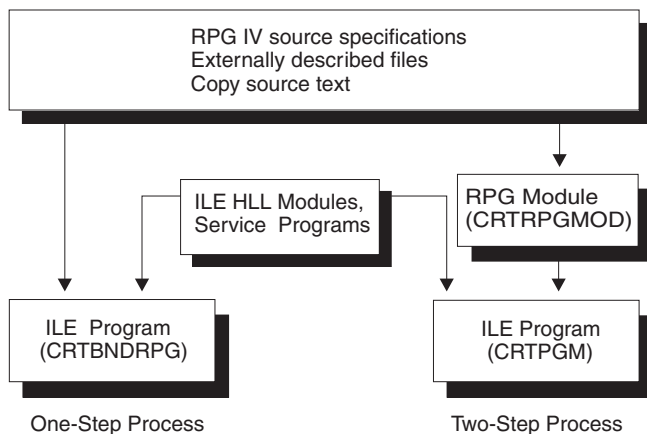 RPG IV source specifications
Externally described files
Copy source text
ILE HLL Modules,
Service Programs
RPG Module
(CRTRPGMOD)
ILE Program
(CRTBNDRPG)
ILE Program
(CRTPGM)
One-Step Process
Two-Step Process